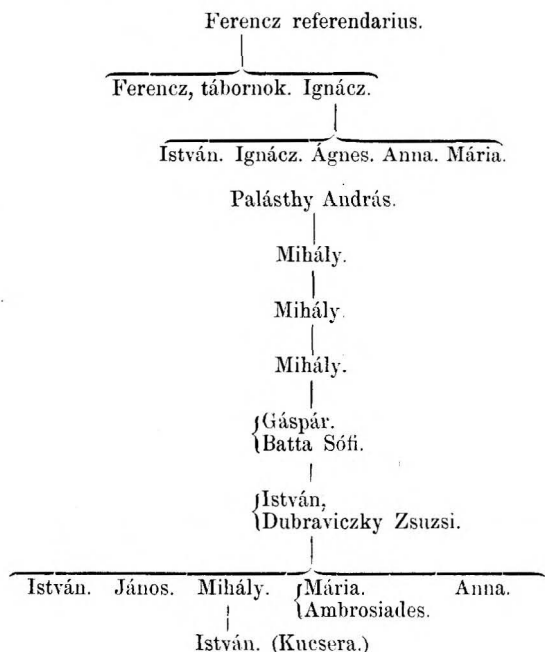 Ferencz referendarius.
Ferencz, tábornok. Ignácz.
István. Ignácz. Ágnes. Anna. Mária.
Palásthy András.
Mihály.
Mihály.
Mihály.
Gáspár.
Batta Sófi.
István,
Dubraviczky Zsuzsi.
István. János. Mihály. Mária. Anna.
Ambrosiades.
István. (Kucsera.)